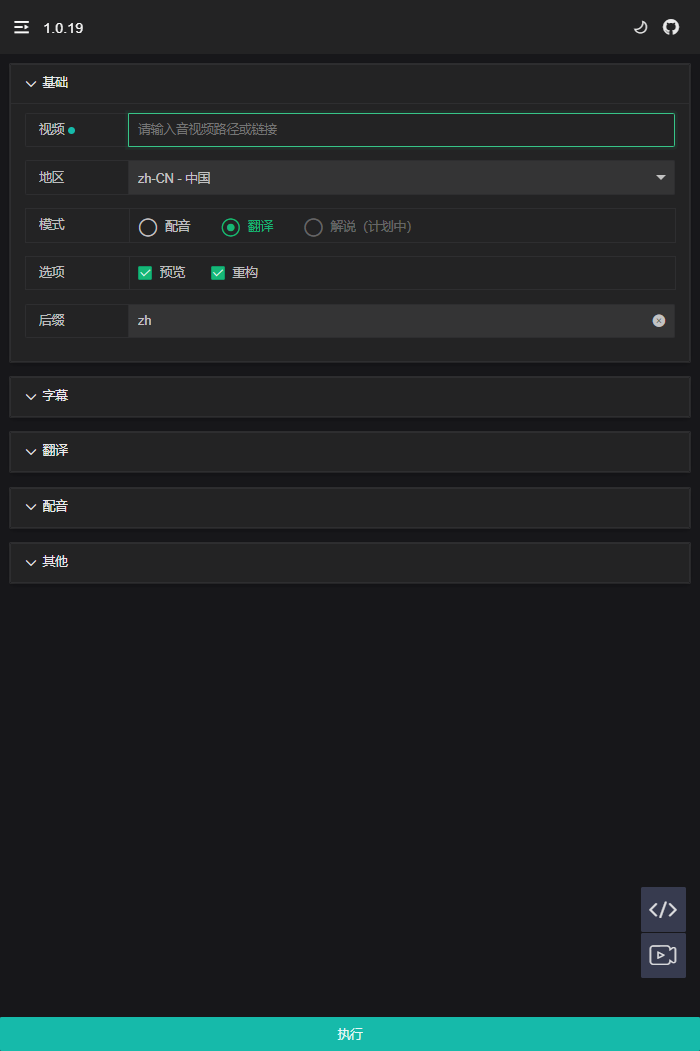 1.0.19
基础
视频 请输入音视频路径或链接
地区 zh-CN - 中国
模式 配音 翻译 解说（计划中）
选项 预览 重构
后缀 zh
字幕
翻译
配音
其他
执行